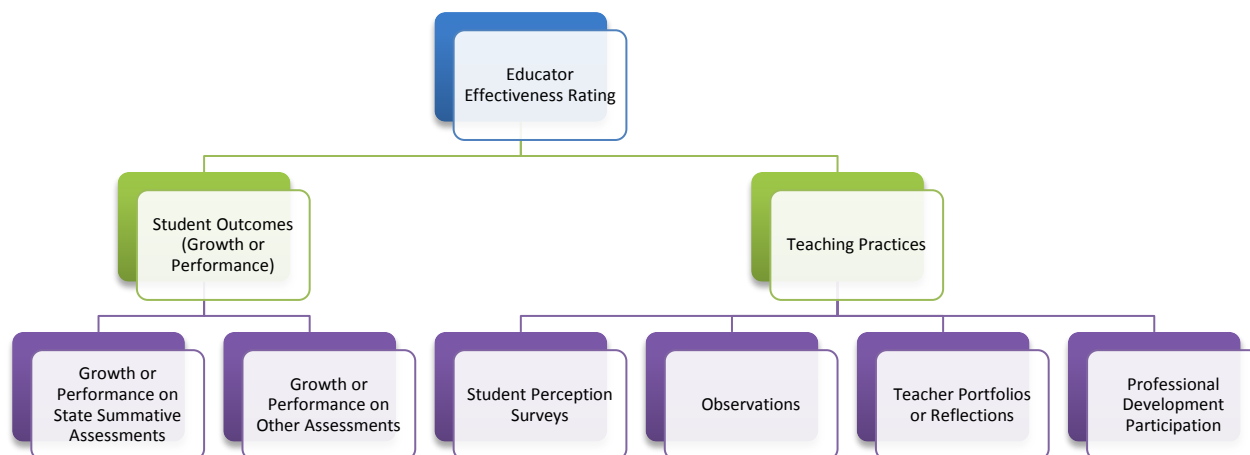 Educator
Effectiveness Rating
Student Outcomes
(Growth or
Performance)
Teaching Practices
Growth or
Performance on
State Summative
Assessments
Growth or
Performance on
Other Assessments
Student Perception
Surveys
Observations
Teacher Portfolios
or Reflections
Professional
Development
Participation